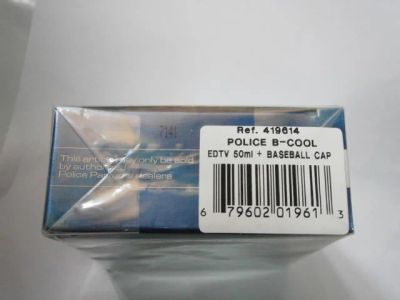 7141
Ref. 419614
POLICE B-COOL
EDTV 50ml + BASEBALL CAP
6 79602 01961 3
This article may only be sold
by authorized
Police Parfums dealers